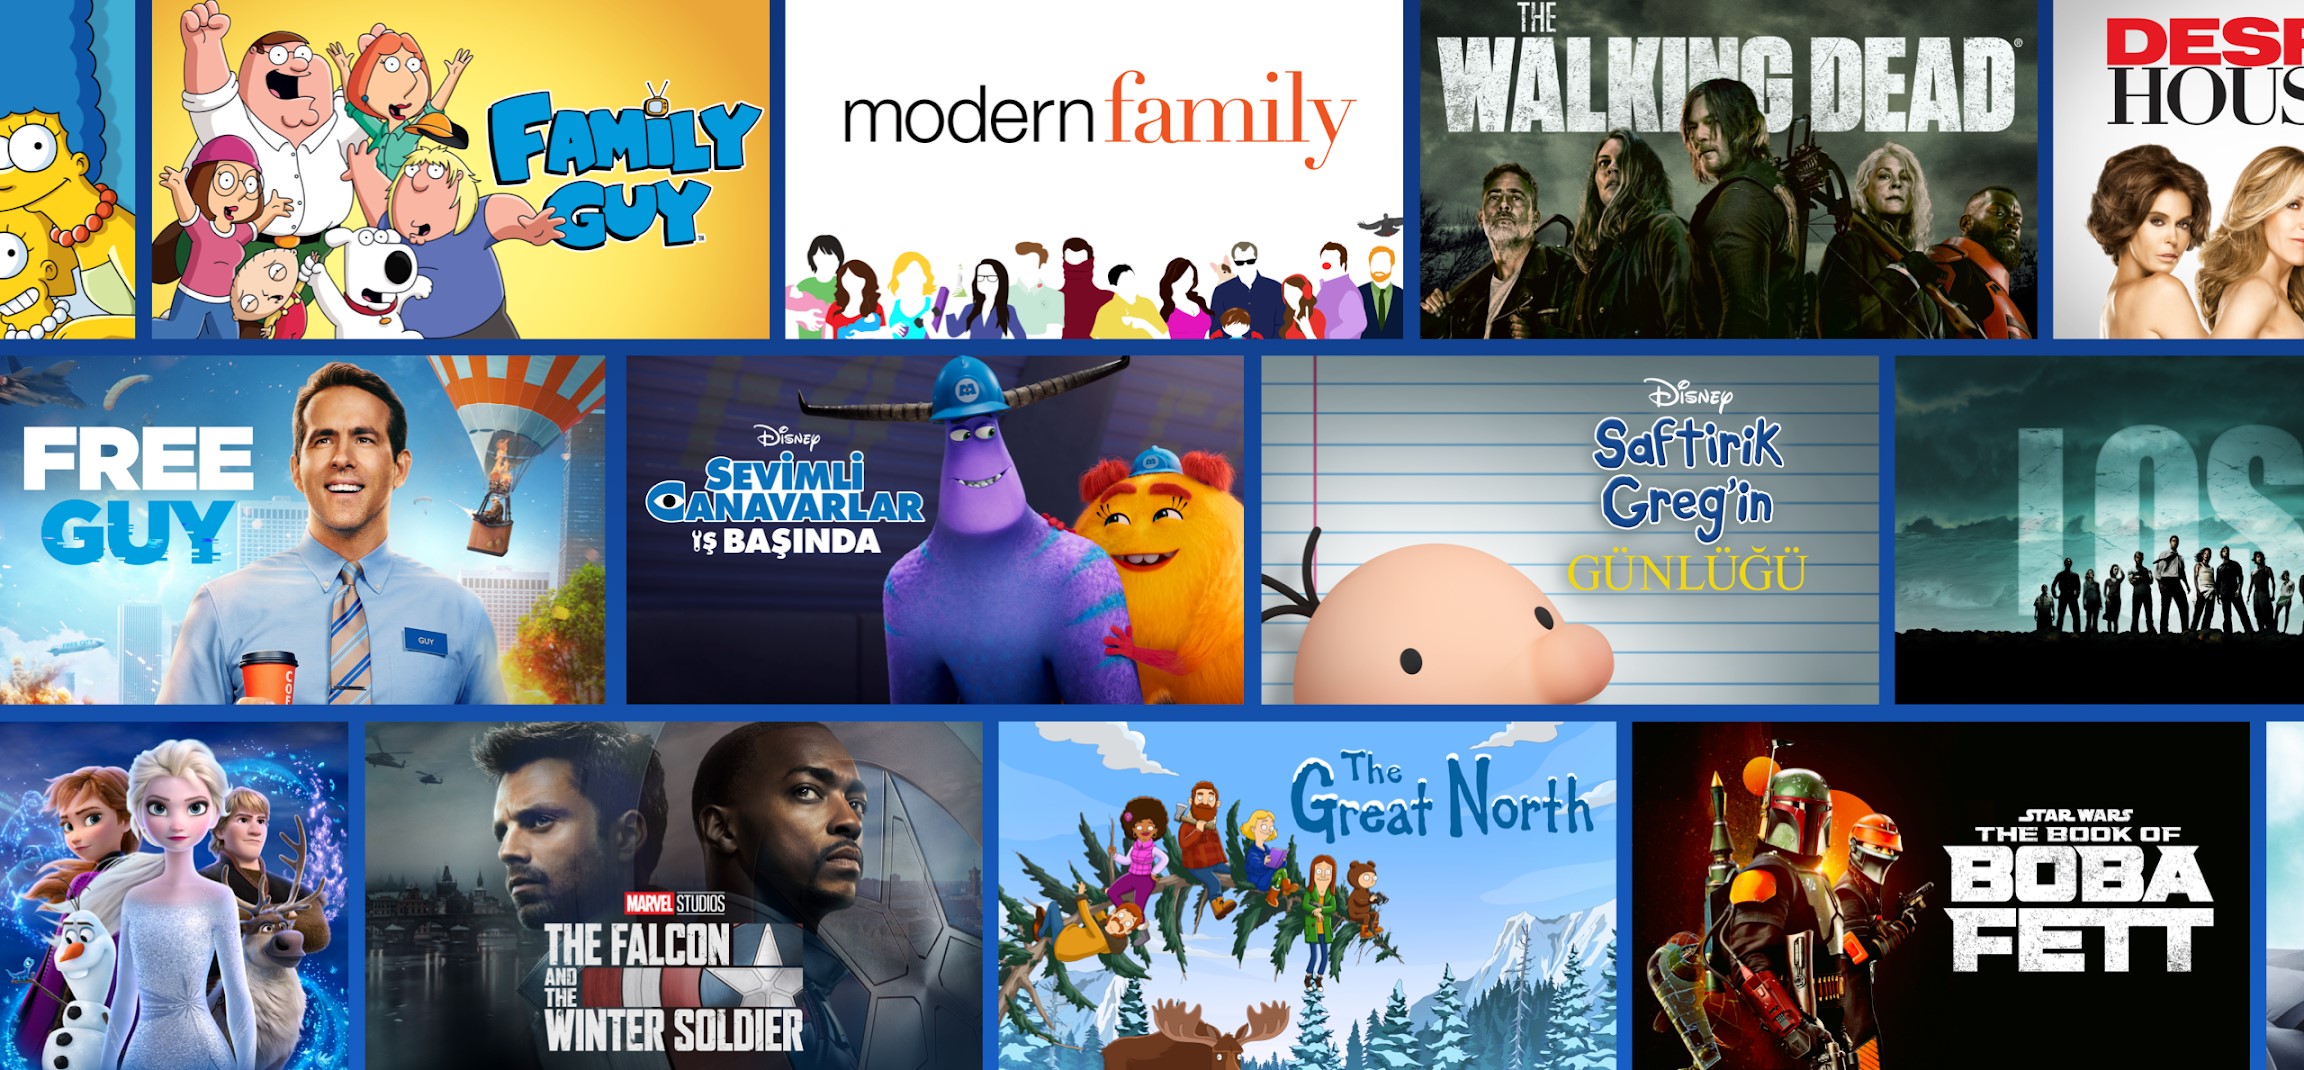 FAMiLY
GUY
modern family
THE
WALKING DEAD
DESP
HOUS
FREE
GUY
GUY
DISNEY
SEVİMLİ
CANAVARLAR
İŞ BAŞINDA
DISNEY
Saftirik
Greg'in
GÜNLÜĞÜ
LOS
MARVEL STUDIOS
THE FALCON
AND
THE
WINTER SOLDIER
The
Great North
STAR WARS
THE BOOK OF
BOBA
FETT